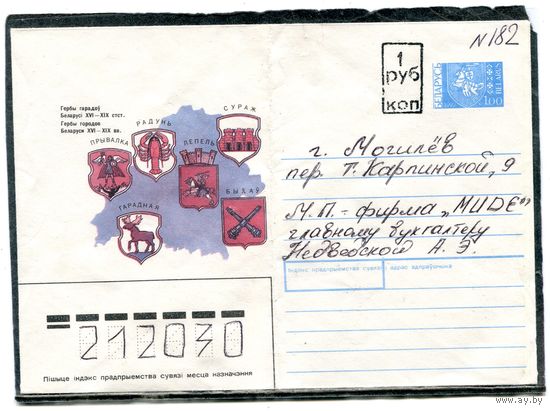 N 182
1
руб
коп
БЕЛАРУСЬ
BELARUS
1.00
Гербы гарадоў
Беларусі XVI—XIX стст.
Гербы городов
Беларуси XVI—XIX вв.
СУРАЖ
РАДУНЬ
ПРЫВАЛКА
ЛЕПЕЛЬ
БЫХАЎ
ГАРАДНАЯ
г. Могилёв
пер. Т. Карпинской, 9
М.П.-фирма „MUDE"
главному бухгалтеру
Недведской А. Э.
Індэкс прадпрыемства сувязі і адрас адпраўшчыка
212030
Пішыце індэкс прадпрыемства сувязі месца назначэння
www.ay.by